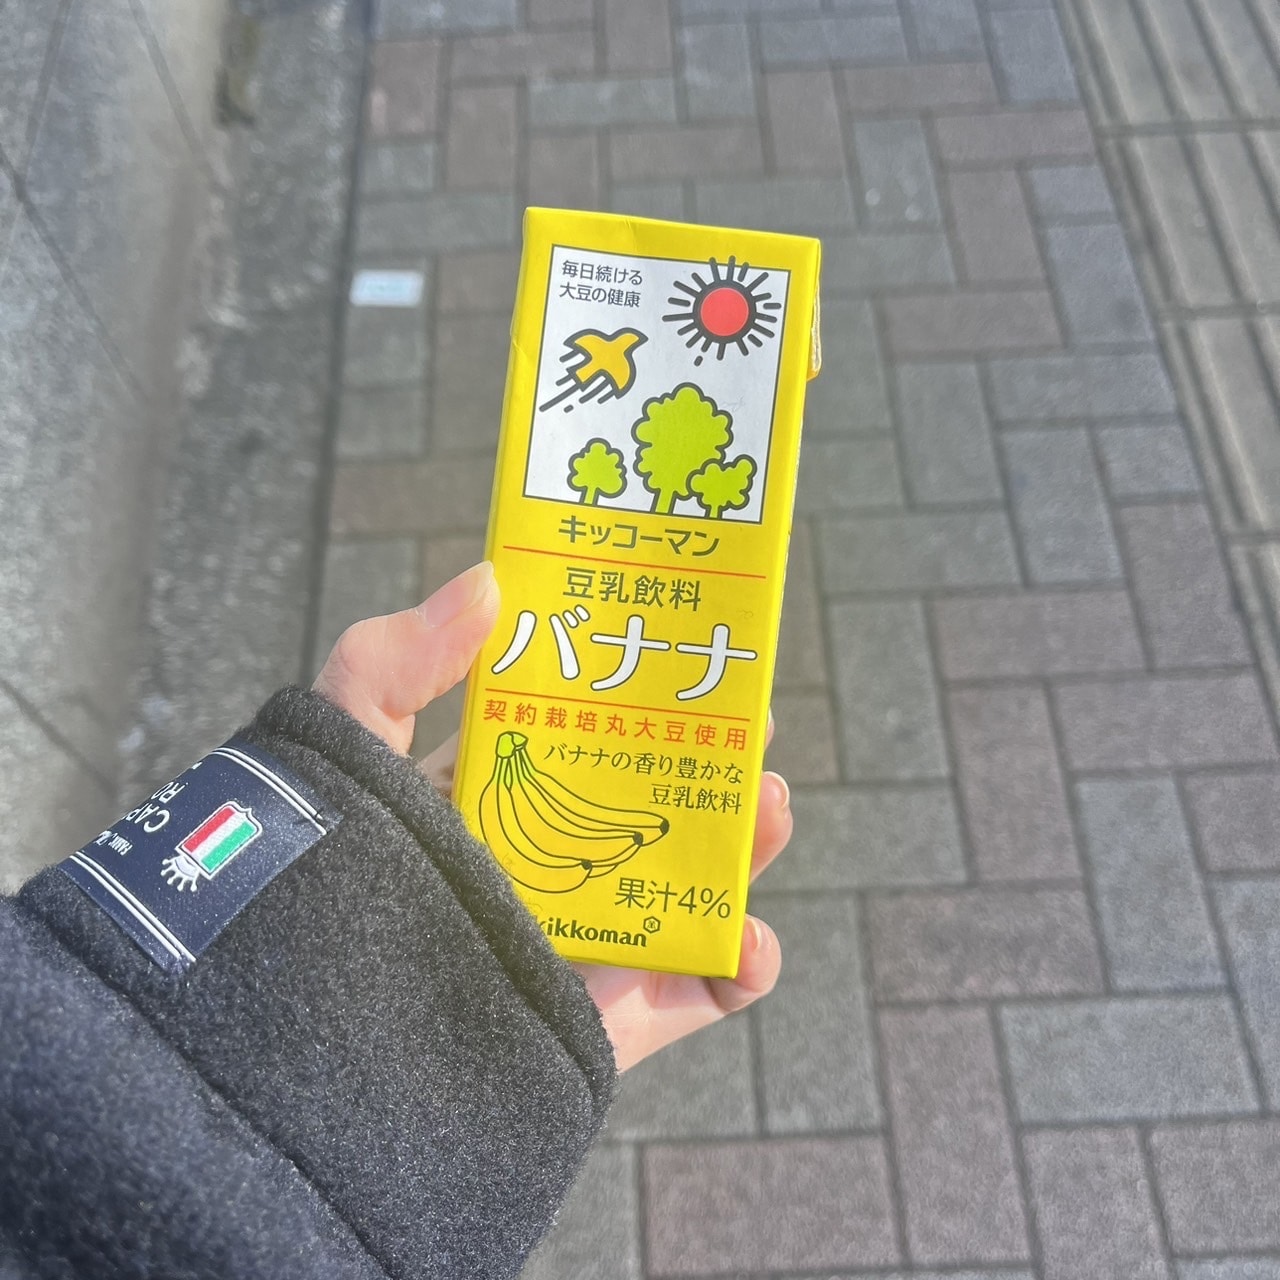 毎日続ける
大豆の健康
キッコーマン
豆乳飲料
バナナ
契約栽培丸大豆使用
バナナの香り豊かな
豆乳飲料
果汁4%
kikkoman